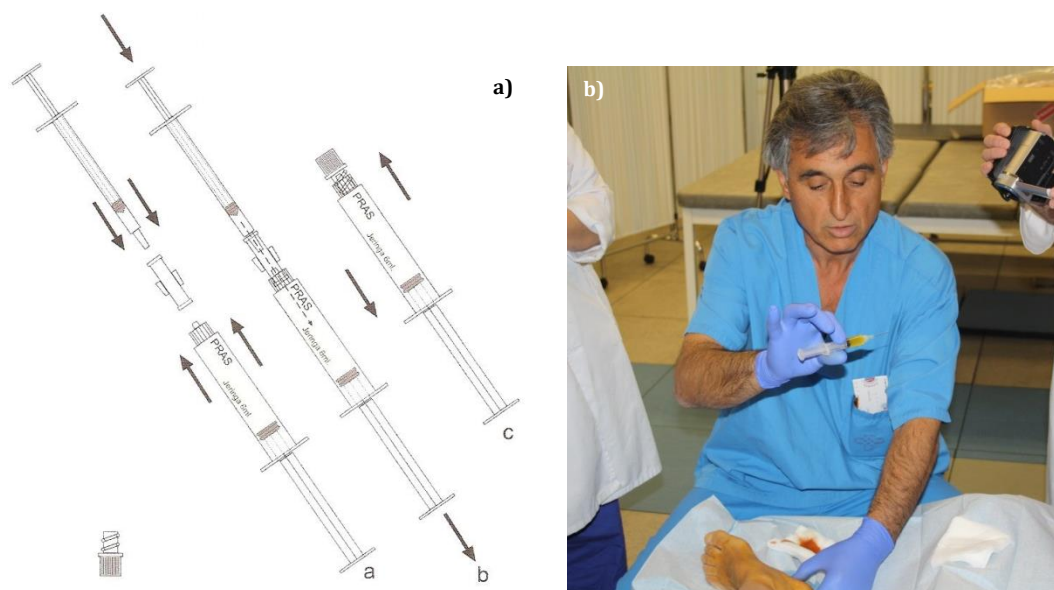 a)
b)
PRAS
Jeringa 6ml.
PRAS
Jeringa 6ml.
PRAS
Jeringa 6ml.
a
b
c